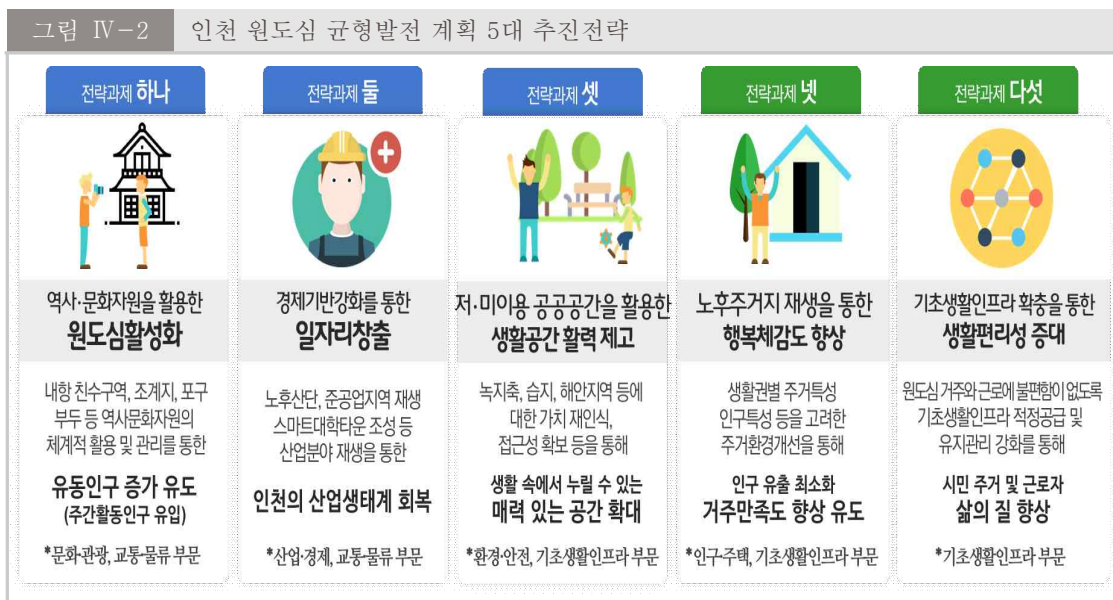 그림 Ⅳ-2 인천 원도심 균형발전 계획 5대 추진전략
전략과제 하나
역사·문화자원을 활용한
원도심활성화
내항 친수구역, 조계지, 포구
부두 등 역사문화자원의
체계적 활용 및 관리를 통한
유동인구 증가 유도
(주간활동인구 유입)
*문화·관광, 교통·물류 부문
전략과제 둘
경제기반강화를 통한
일자리창출
노후산단, 준공업지역 재생
스마트대학타운 조성 등
산업분야 재생을 통한
인천의 산업생태계 회복
*산업·경제, 교통·물류 부문
전략과제 셋
저·미이용 공공공간을 활용한
생활공간 활력 제고
녹지축, 습지, 해안지역 등에
대한 가치 재인식,
접근성 확보 등을 통해
생활 속에서 누릴 수 있는
매력 있는 공간 확대
*환경·안전, 기초생활인프라 부문
전략과제 넷
노후주거지 재생을 통한
행복체감도 향상
생활권별 주거특성
인구특성 등을 고려한
주거환경개선을 통해
인구 유출 최소화
거주만족도 향상 유도
*인구·주택, 기초생활인프라 부문
전략과제 다섯
기초생활인프라 확충을 통한
생활편리성 증대
원도심 거주와 근로에 불편함이 없도록
기초생활인프라 적정공급 및
유지관리 강화를 통해
시민 주거 및 근로자
삶의 질 향상
*기초생활인프라 부문